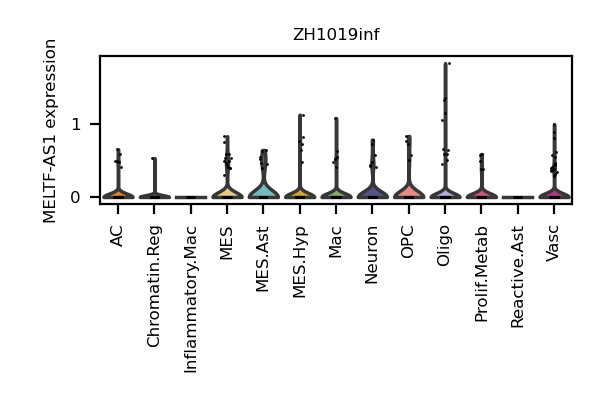 ZH1019inf
MELTF-AS1 expression
1
0
AC
Chromatin.Reg
Inflammatory.Mac
MES
MES.Ast
MES.Hyp
Mac
Neuron
OPC
Oligo
Prolif.Metab
Reactive.Ast
Vasc